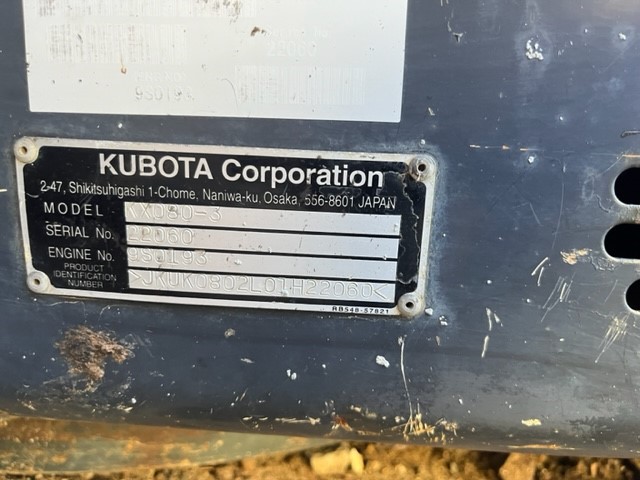 9S0193
KUBOTA Corporation
2-47, Shikitsuhigashi 1-Chome, Naniwa-ku. Osaka, 556-8601 JAPAN
MODEL KX080-3
SERIAL No. 22060
ENGINE No. 9S0193
PRODUCT IDENTIFICATION NUMBER >JKUK0802L01H22060<
RB548-57821